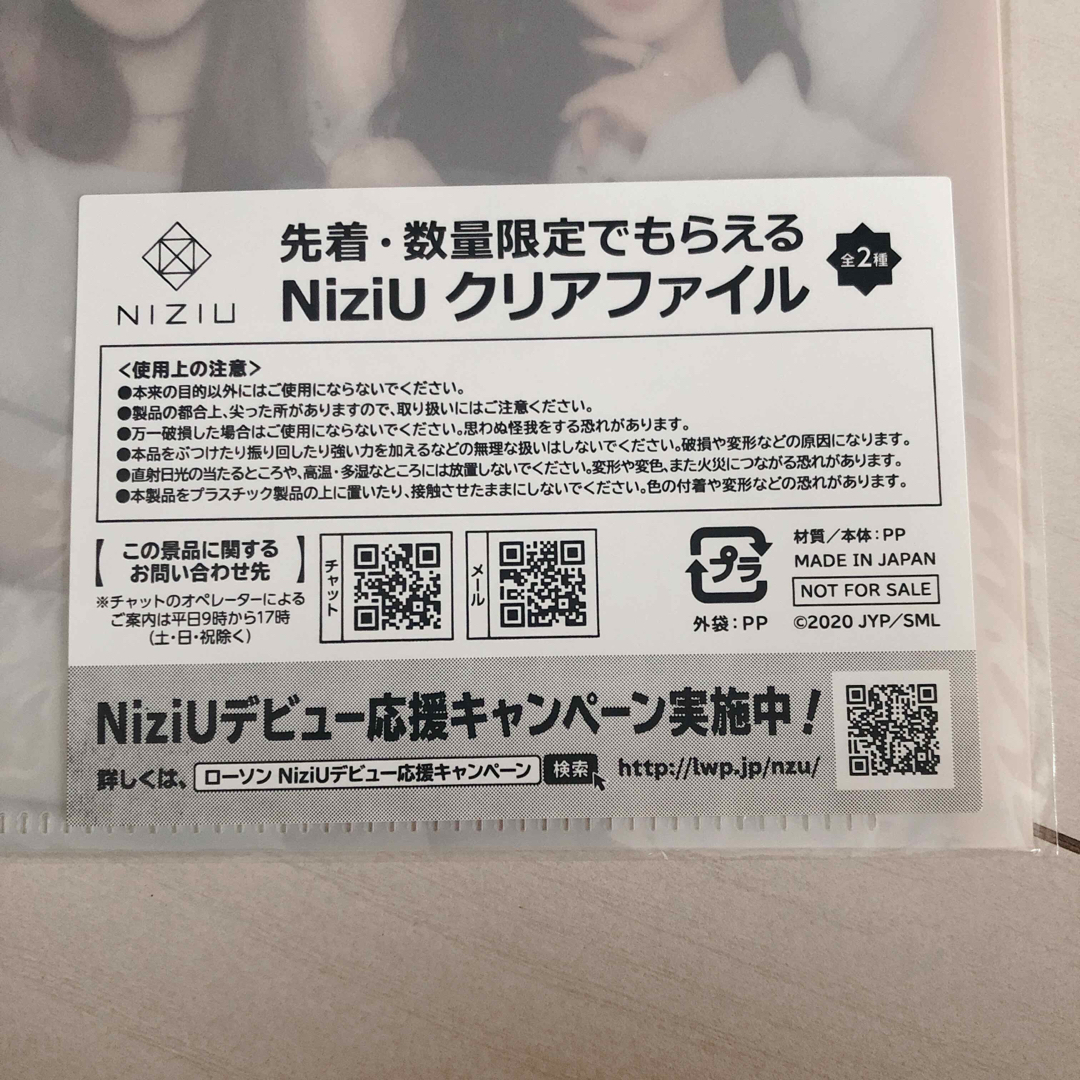 NIZIU
先着・数量限定でもらえる
NiziU クリアファイル
全2種
<使用上の注意>
●本来の目的以外にはご使用にならないでください。
●製品の都合上、尖った所がありますので、取り扱いにはご注意ください。
●万一破損した場合はご使用にならないでください。思わぬ怪我をする恐れがあります。
●本品をぶつけたり振り回したり強い力を加えるなどの無理な扱いはしないでください。破損や変形などの原因になります。
●直射日光の当たるところや、高温・多湿なところには放置しないでください。変形や変色、また火災につながる恐れがあります。
●本製品をプラスチック製品の上に置いたり、接触させたままにしないでください。色の付着や変形などの恐れがあります。
【この景品に関する
お問い合わせ先】
※チャットのオペレーターによる
ご案内は平日9時から17時
(土・日・祝除く)
チャット
メール
プラ
外袋:PP
材質/本体:PP
MADE IN JAPAN
NOT FOR SALE
©2020 JYP/SML
NiziUデビュー応援キャンペーン実施中!
詳しくは、 ローソン NiziUデビュー応援キャンペーン 検索 http://lwp.jp/nzu/